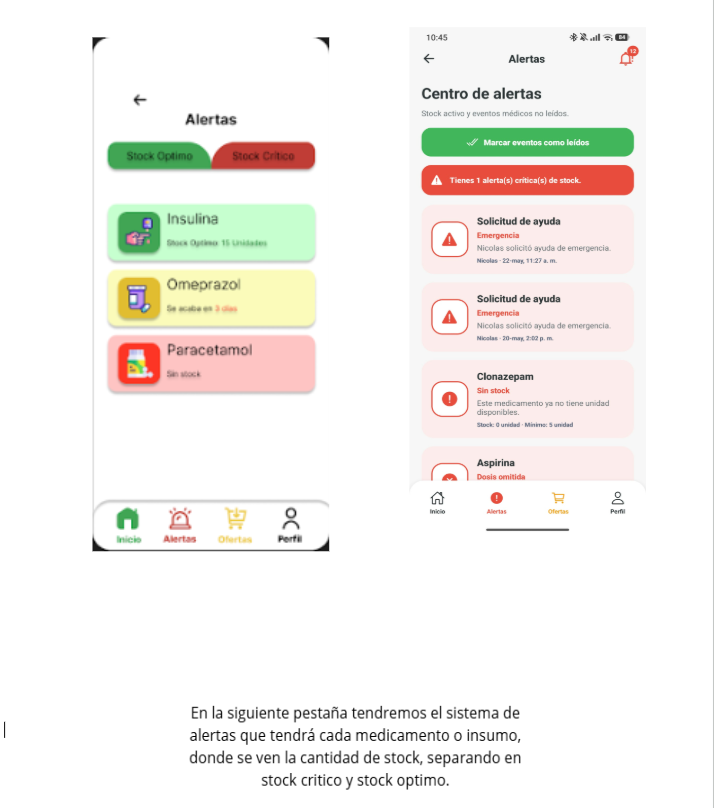 Alertas
Stock Optimo
Stock Critico
Insulina
Stock Optimo: 15 Unidades
Omeprazol
Se acaba en 3 dias
Paracetamol
Sin stock
Inicio
Alertas
Ofertas
Perfil
10:45
84
Alertas
12
Centro de alertas
Stock activo y eventos médicos no leídos.
Marcar eventos como leídos
Tienes 1 alerta(s) crítica(s) de stock.
Solicitud de ayuda
Emergencia
Nicolas solicitó ayuda de emergencia.
Nicolas · 22-may, 11:27 a. m.
Solicitud de ayuda
Emergencia
Nicolas solicitó ayuda de emergencia.
Nicolas · 20-may, 2:02 p. m.
Clonazepam
Sin stock
Este medicamento ya no tiene unidad
disponibles.
Stock: 0 unidad · Mínimo: 5 unidad
Aspirina
Dosis omitida
Inicio
Alertas
Ofertas
Perfil
En la siguiente pestaña tendremos el sistema de
alertas que tendrá cada medicamento o insumo,
donde se ven la cantidad de stock, separando en
stock critico y stock optimo.